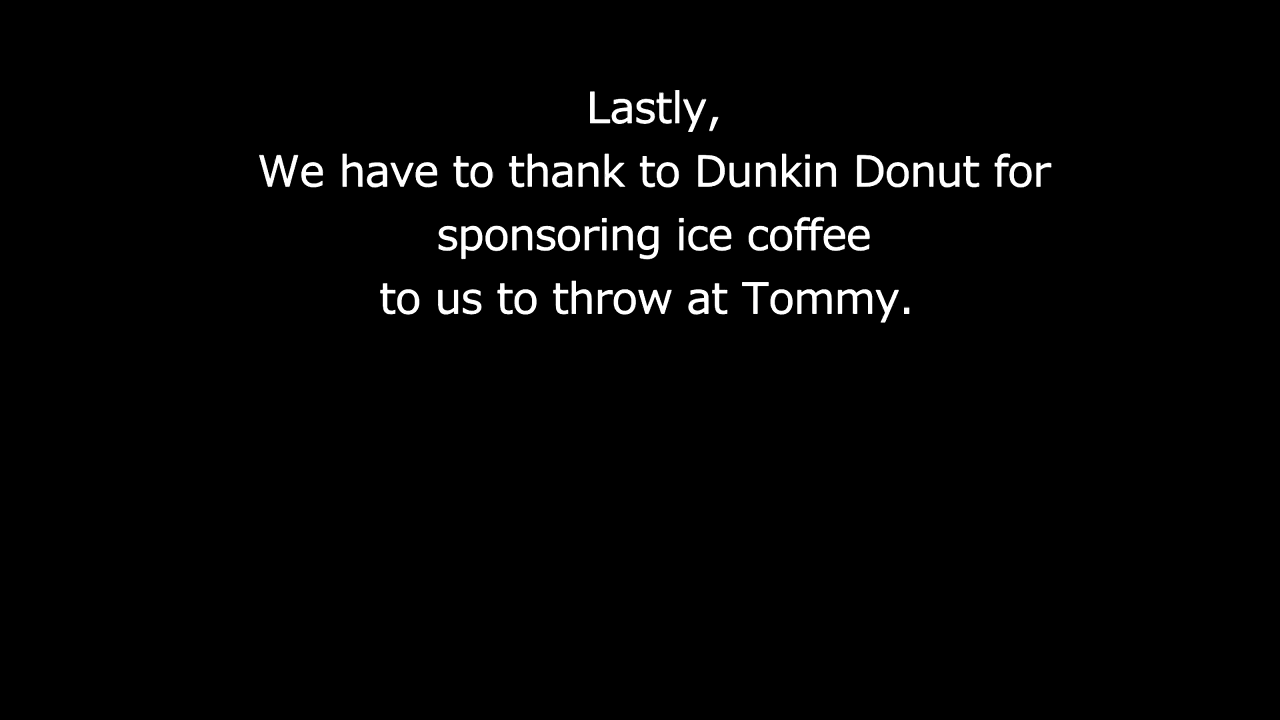 Lastly,
We have to thank to Dunkin Donut for
sponsoring ice coffee
to us to throw at Tommy.